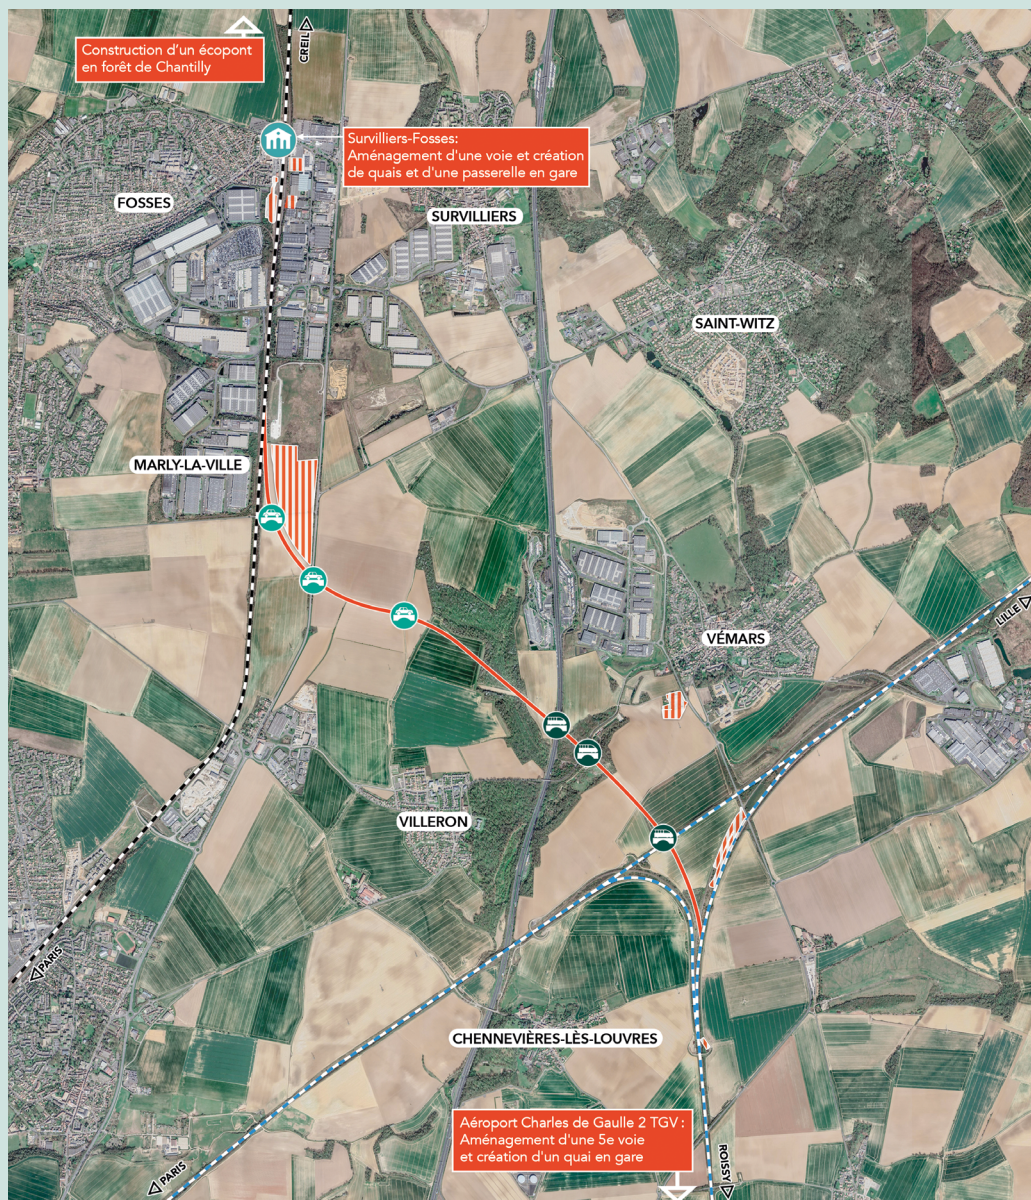 Construction d'un écopont
en forêt de Chantilly
CREIL
Survilliers-Fosses:
Aménagement d'une voie et création
de quais et d'une passerelle en gare
FOSSES
SURVILLIERS
SAINT-WITZ
MARLY-LA-VILLE
LILLE
VÉMARS
VILLERON
PARIS
CHENNEVIÈRES-LÈS-LOUVRES
Aéroport Charles de Gaulle 2 TGV :
Aménagement d'une 5e voie
et création d'un quai en gare
PARIS
ROISSY